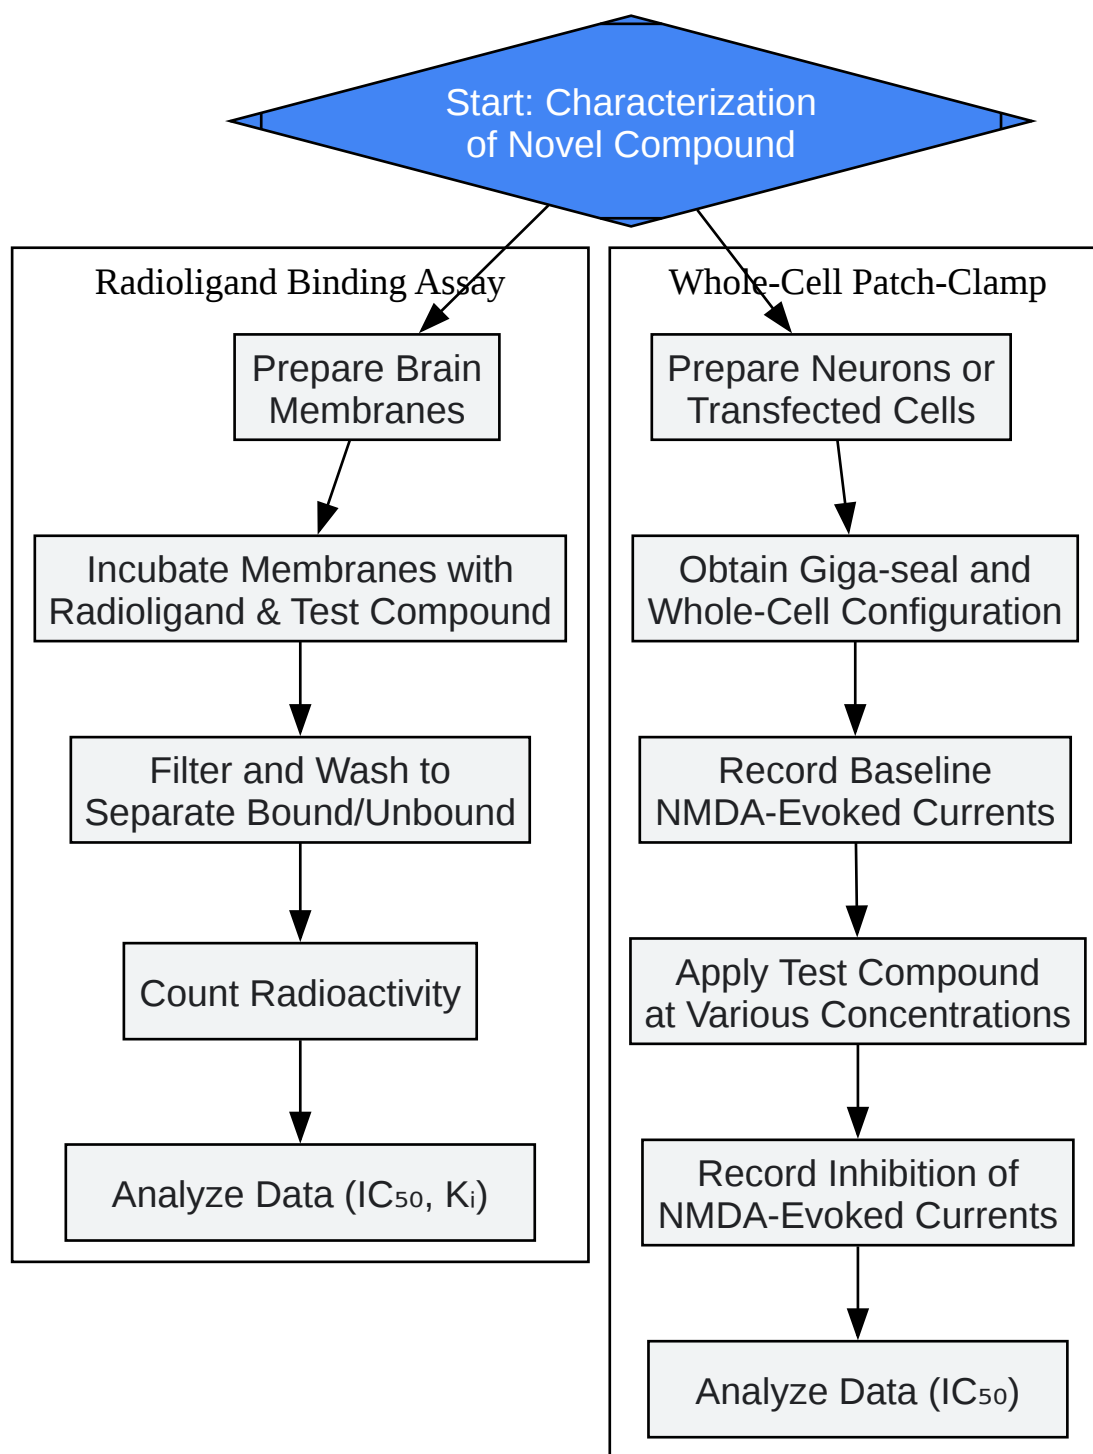 Start: Characterization
of Novel Compound
Radioligand Binding Assay
Prepare Brain
Membranes
Incubate Membranes with
Radioligand & Test Compound
Filter and Wash to
Separate Bound/Unbound
Count Radioactivity
Analyze Data (IC₅₀, Kᵢ)
Whole-Cell Patch-Clamp
Prepare Neurons or
Transfected Cells
Obtain Giga-seal and
Whole-Cell Configuration
Record Baseline
NMDA-Evoked Currents
Apply Test Compound
at Various Concentrations
Record Inhibition of
NMDA-Evoked Currents
Analyze Data (IC₅₀)